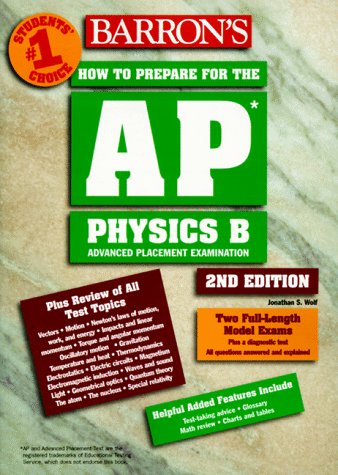 STUDENTS'
#1
CHOICE
BARRON'S
HOW TO PREPARE FOR THE
AP*
PHYSICS B
ADVANCED PLACEMENT EXAMINATION
2ND EDITION
Jonathan S. Wolf
Plus Review of All
Test Topics
Vectors • Motion • Newton's laws of motion,
work, and energy • Impacts and linear
momentum • Torque and angular momentum
Oscillatory motion • Gravitation
Temperature and heat • Thermodynamics
Electrostatics • Electric circuits • Magnetism
Electromagnetic induction • Waves and sound
Light • Geometrical optics • Quantum theory
The atom • The nucleus • Special relativity
Two Full-Length
Model Exams
Plus a diagnostic test
All questions answered and explained
Helpful Added Features Include
Test-taking advice • Glossary
Math review • Charts and tables
*AP and Advanced Placement Test are the
registered trademarks of Educational Testing
Service, which does not endorse this book.